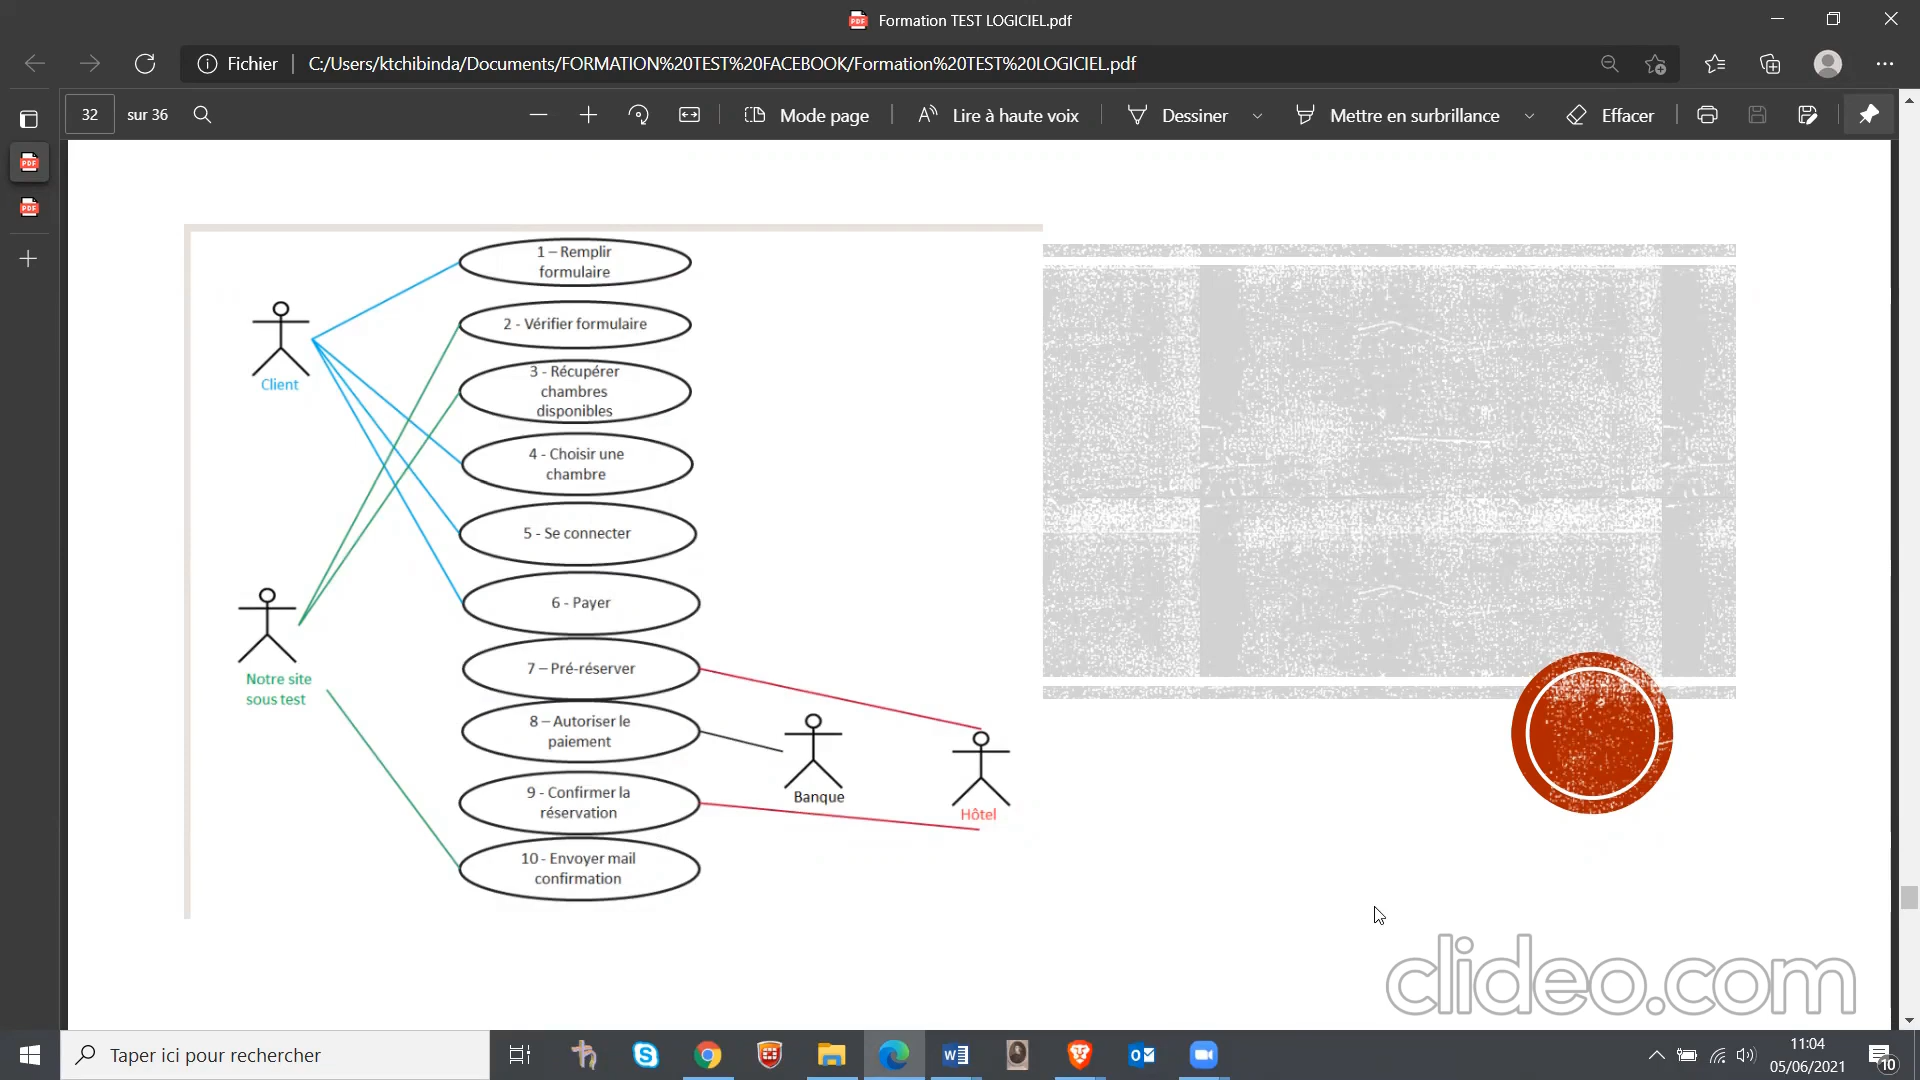 Formation TEST LOGICIEL.pdf
Fichier
C:/Users/ktchibinda/Documents/FORMATION%20TEST%20FACEBOOK/Formation%20TEST%20LOGICIEL.pdf
32
sur 36
Mode page
Lire à haute voix
Dessiner
Mettre en surbrillance
Effacer
PDF
PDF
PDF
1 – Remplir
formulaire
2 - Vérifier formulaire
3 - Récupérer
chambres
disponibles
4 - Choisir une
chambre
5 - Se connecter
6 - Payer
7 – Pré-réserver
8 – Autoriser le
paiement
9 - Confirmer la
réservation
10 - Envoyer mail
confirmation
Client
Notre site
sous test
Banque
Hôtel
clideo.com
Taper ici pour rechercher
11:04
05/06/2021
10